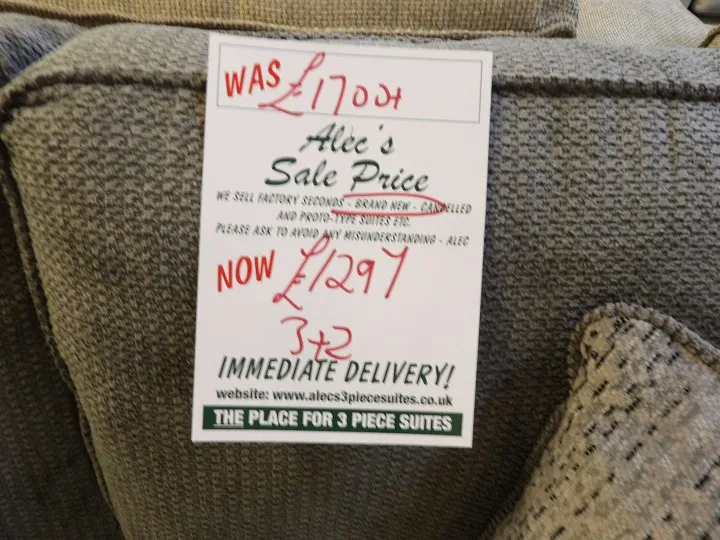 WAS £1700+
Alec's
Sale Price
WE SELL FACTORY SECONDS - BRAND NEW - CANCELLED
AND PROTO-TYPE SUITES ETC.
PLEASE ASK TO AVOID ANY MISUNDERSTANDING - ALEC
NOW £1297
3+2
IMMEDIATE DELIVERY!
website: www.alecs3piecesuites.co.uk
THE PLACE FOR 3 PIECE SUITES